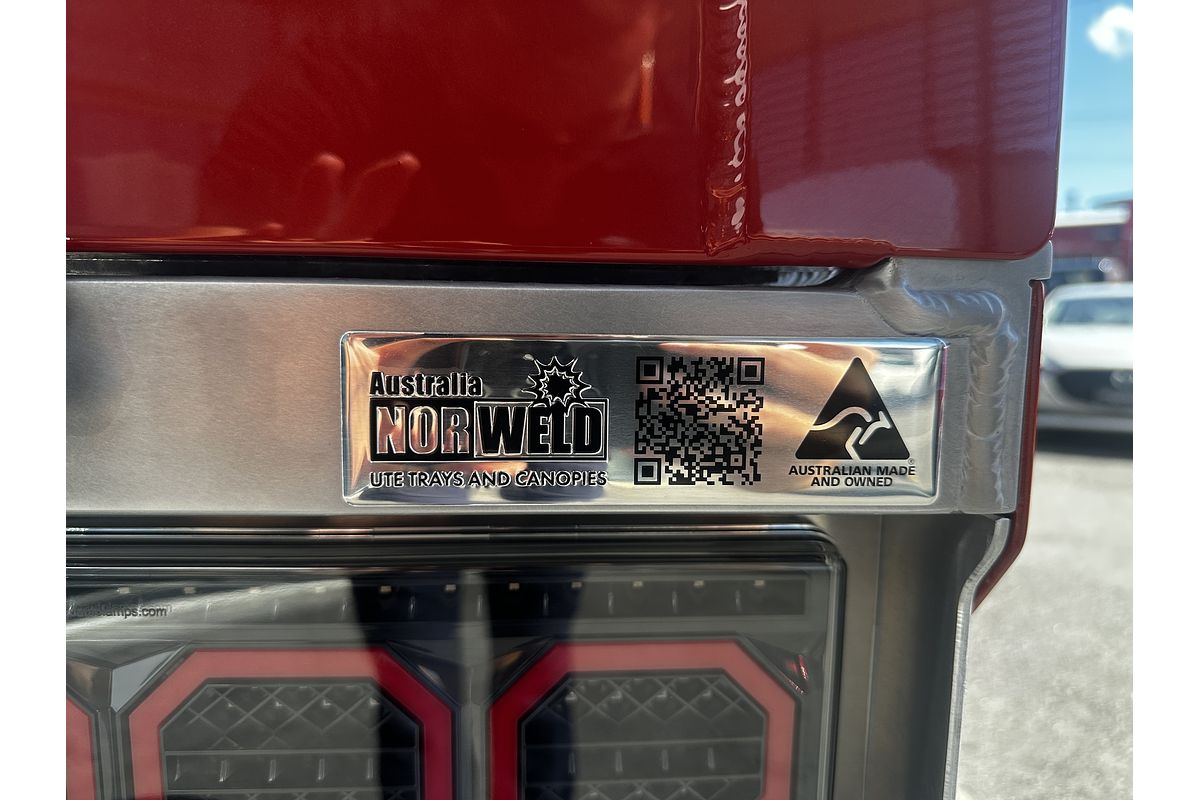 Australia
NORWELD
UTE TRAYS AND CANOPIES
AUSTRALIAN MADE
AND OWNED